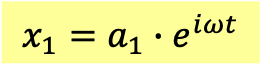 x₁ = a₁ · e^{iωt}